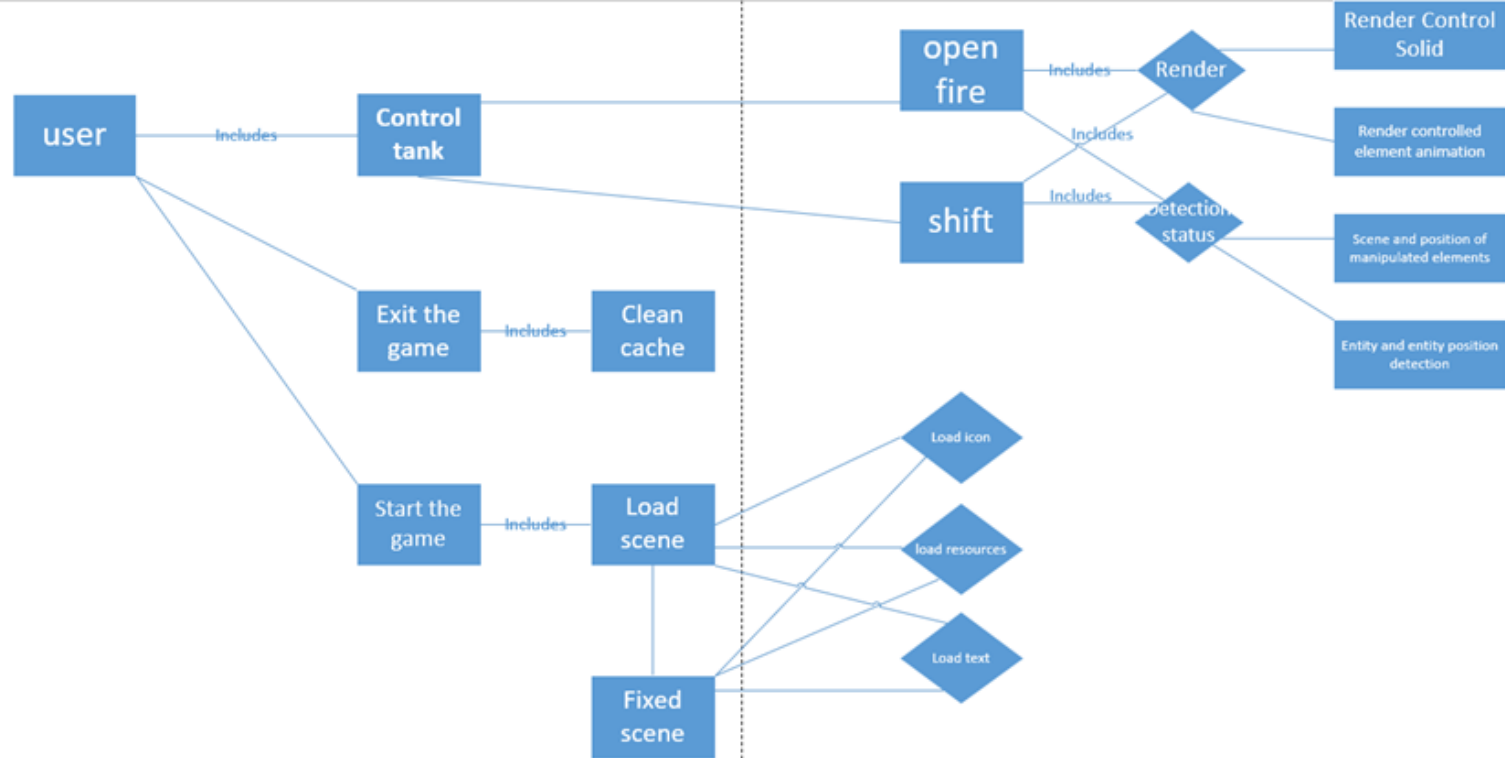 user
Includes
Control
tank
Exit the
game
Includes
Clean
cache
Start the
game
Includes
Load
scene
Fixed
scene
open
fire
Includes
Render
Render Control
Solid
Includes
Render controlled
element animation
shift
Includes
Detection
status
Scene and position of
manipulated elements
Entity and entity position
detection
Load icon
load resources
Load text